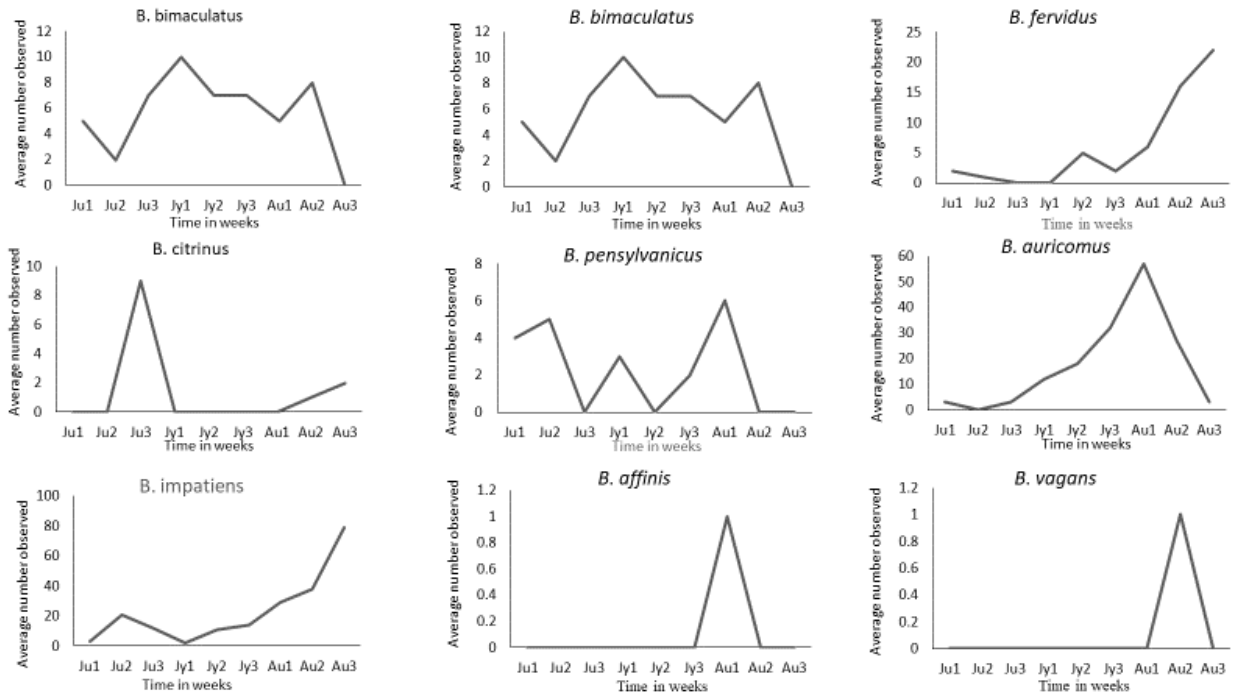 B. bimaculatus
Average number observed
12
10
8
6
4
2
0
Ju1 Ju2 Ju3 Jy1 Jy2 Jy3 Au1 Au2 Au3
Time in weeks
B. bimaculatus
Average number observed
12
10
8
6
4
2
0
Ju1 Ju2 Ju3 Jy1 Jy2 Jy3 Au1 Au2 Au3
Time in weeks
B. fervidus
Average number observed
25
20
15
10
5
0
Ju1 Ju2 Ju3 Jy1 Jy2 Jy3 Au1 Au2 Au3
Time in weeks
B. citrinus
Average number observed
10
8
6
4
2
0
Ju1 Ju2 Ju3 Jy1 Jy2 Jy3 Au1 Au2 Au3
Time in weeks
B. pensylvanicus
Average number observed
8
6
4
2
0
Ju1 Ju2 Ju3 Jy1 Jy2 Jy3 Au1 Au2 Au3
Time in weeks
B. auricomus
Average number observed
60
50
40
30
20
10
0
Ju1 Ju2 Ju3 Jy1 Jy2 Jy3 Au1 Au2 Au3
Time in weeks
B. impatiens
Average number observed
100
80
60
40
20
0
Ju1 Ju2 Ju3 Jy1 Jy2 Jy3 Au1 Au2 Au3
Time in weeks
B. affinis
Average number observed
1.2
1
0.8
0.6
0.4
0.2
0
Ju1 Ju2 Ju3 Jy1 Jy2 Jy3 Au1 Au2 Au3
Time in weeks
B. vagans
Average number observed
1.2
1
0.8
0.6
0.4
0.2
0
Ju1 Ju2 Ju3 Jy1 Jy2 Jy3 Au1 Au2 Au3
Time in weeks